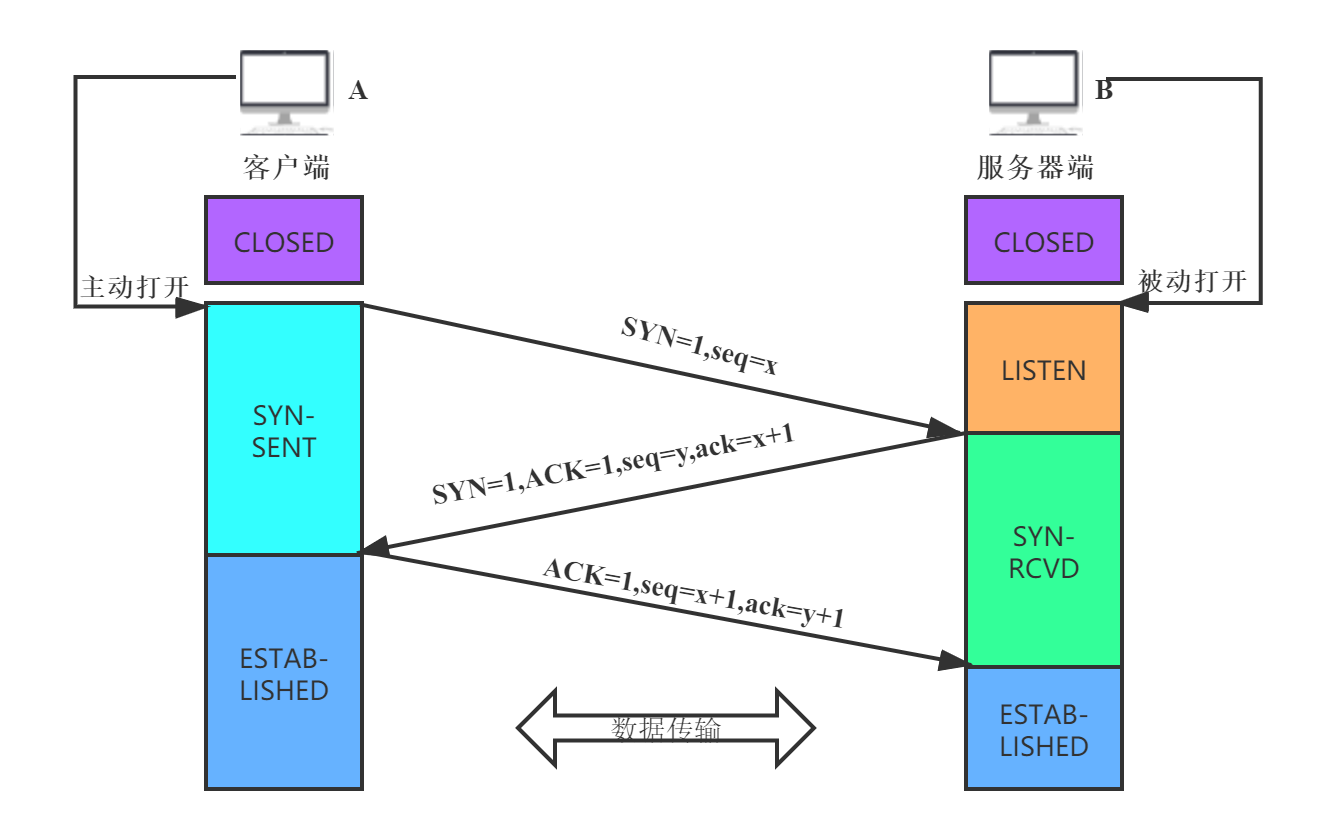 A
B
客户端
服务器端
CLOSED
CLOSED
主动打开
被动打开
SYN=1,seq=x
LISTEN
SYN-
SENT
SYN=1,ACK=1,seq=y,ack=x+1
SYN-
RCVD
ACK=1,seq=x+1,ack=y+1
ESTAB-
LISHED
数据传输
ESTAB-
LISHED